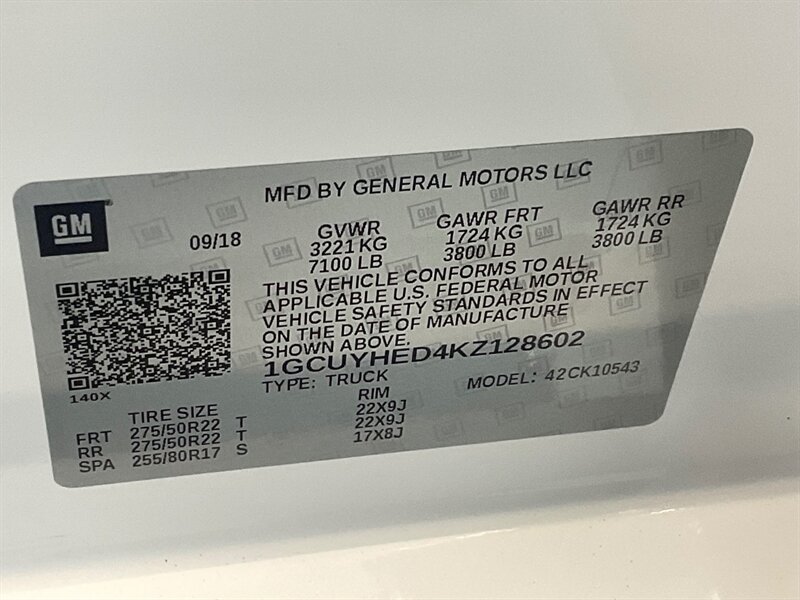 MFD BY GENERAL MOTORS LLC
GM
09/18
GVWR
3221 KG
7100 LB
GAWR FRT
1724 KG
3800 LB
GAWR RR
1724 KG
3800 LB
THIS VEHICLE CONFORMS TO ALL
APPLICABLE U.S. FEDERAL MOTOR
VEHICLE SAFETY STANDARDS IN EFFECT
ON THE DATE OF MANUFACTURE
SHOWN ABOVE.
1GCUYHED4KZ128602
TYPE: TRUCK
MODEL: 42CK10543
140X
TIRE SIZE
RIM
FRT 275/50R22 T 22X9J
RR 275/50R22 T 22X9J
SPA 255/80R17 S 17X8J